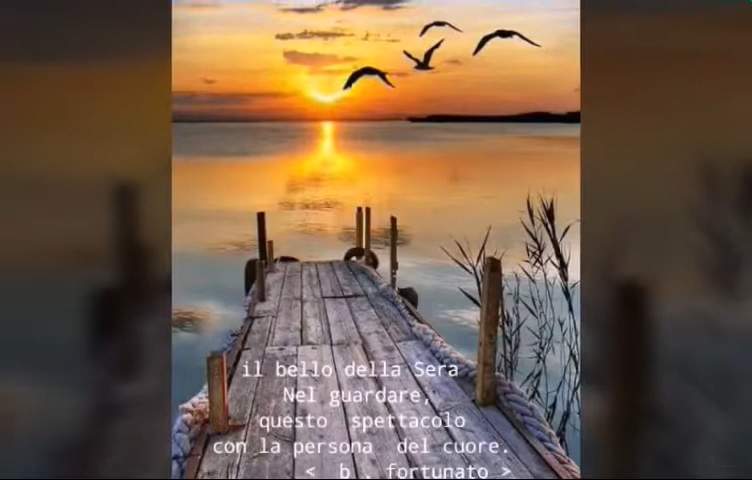 il bello della Sera
Nel guardare,
questo spettacolo
con la persona del cuore.
< b . fortunato >